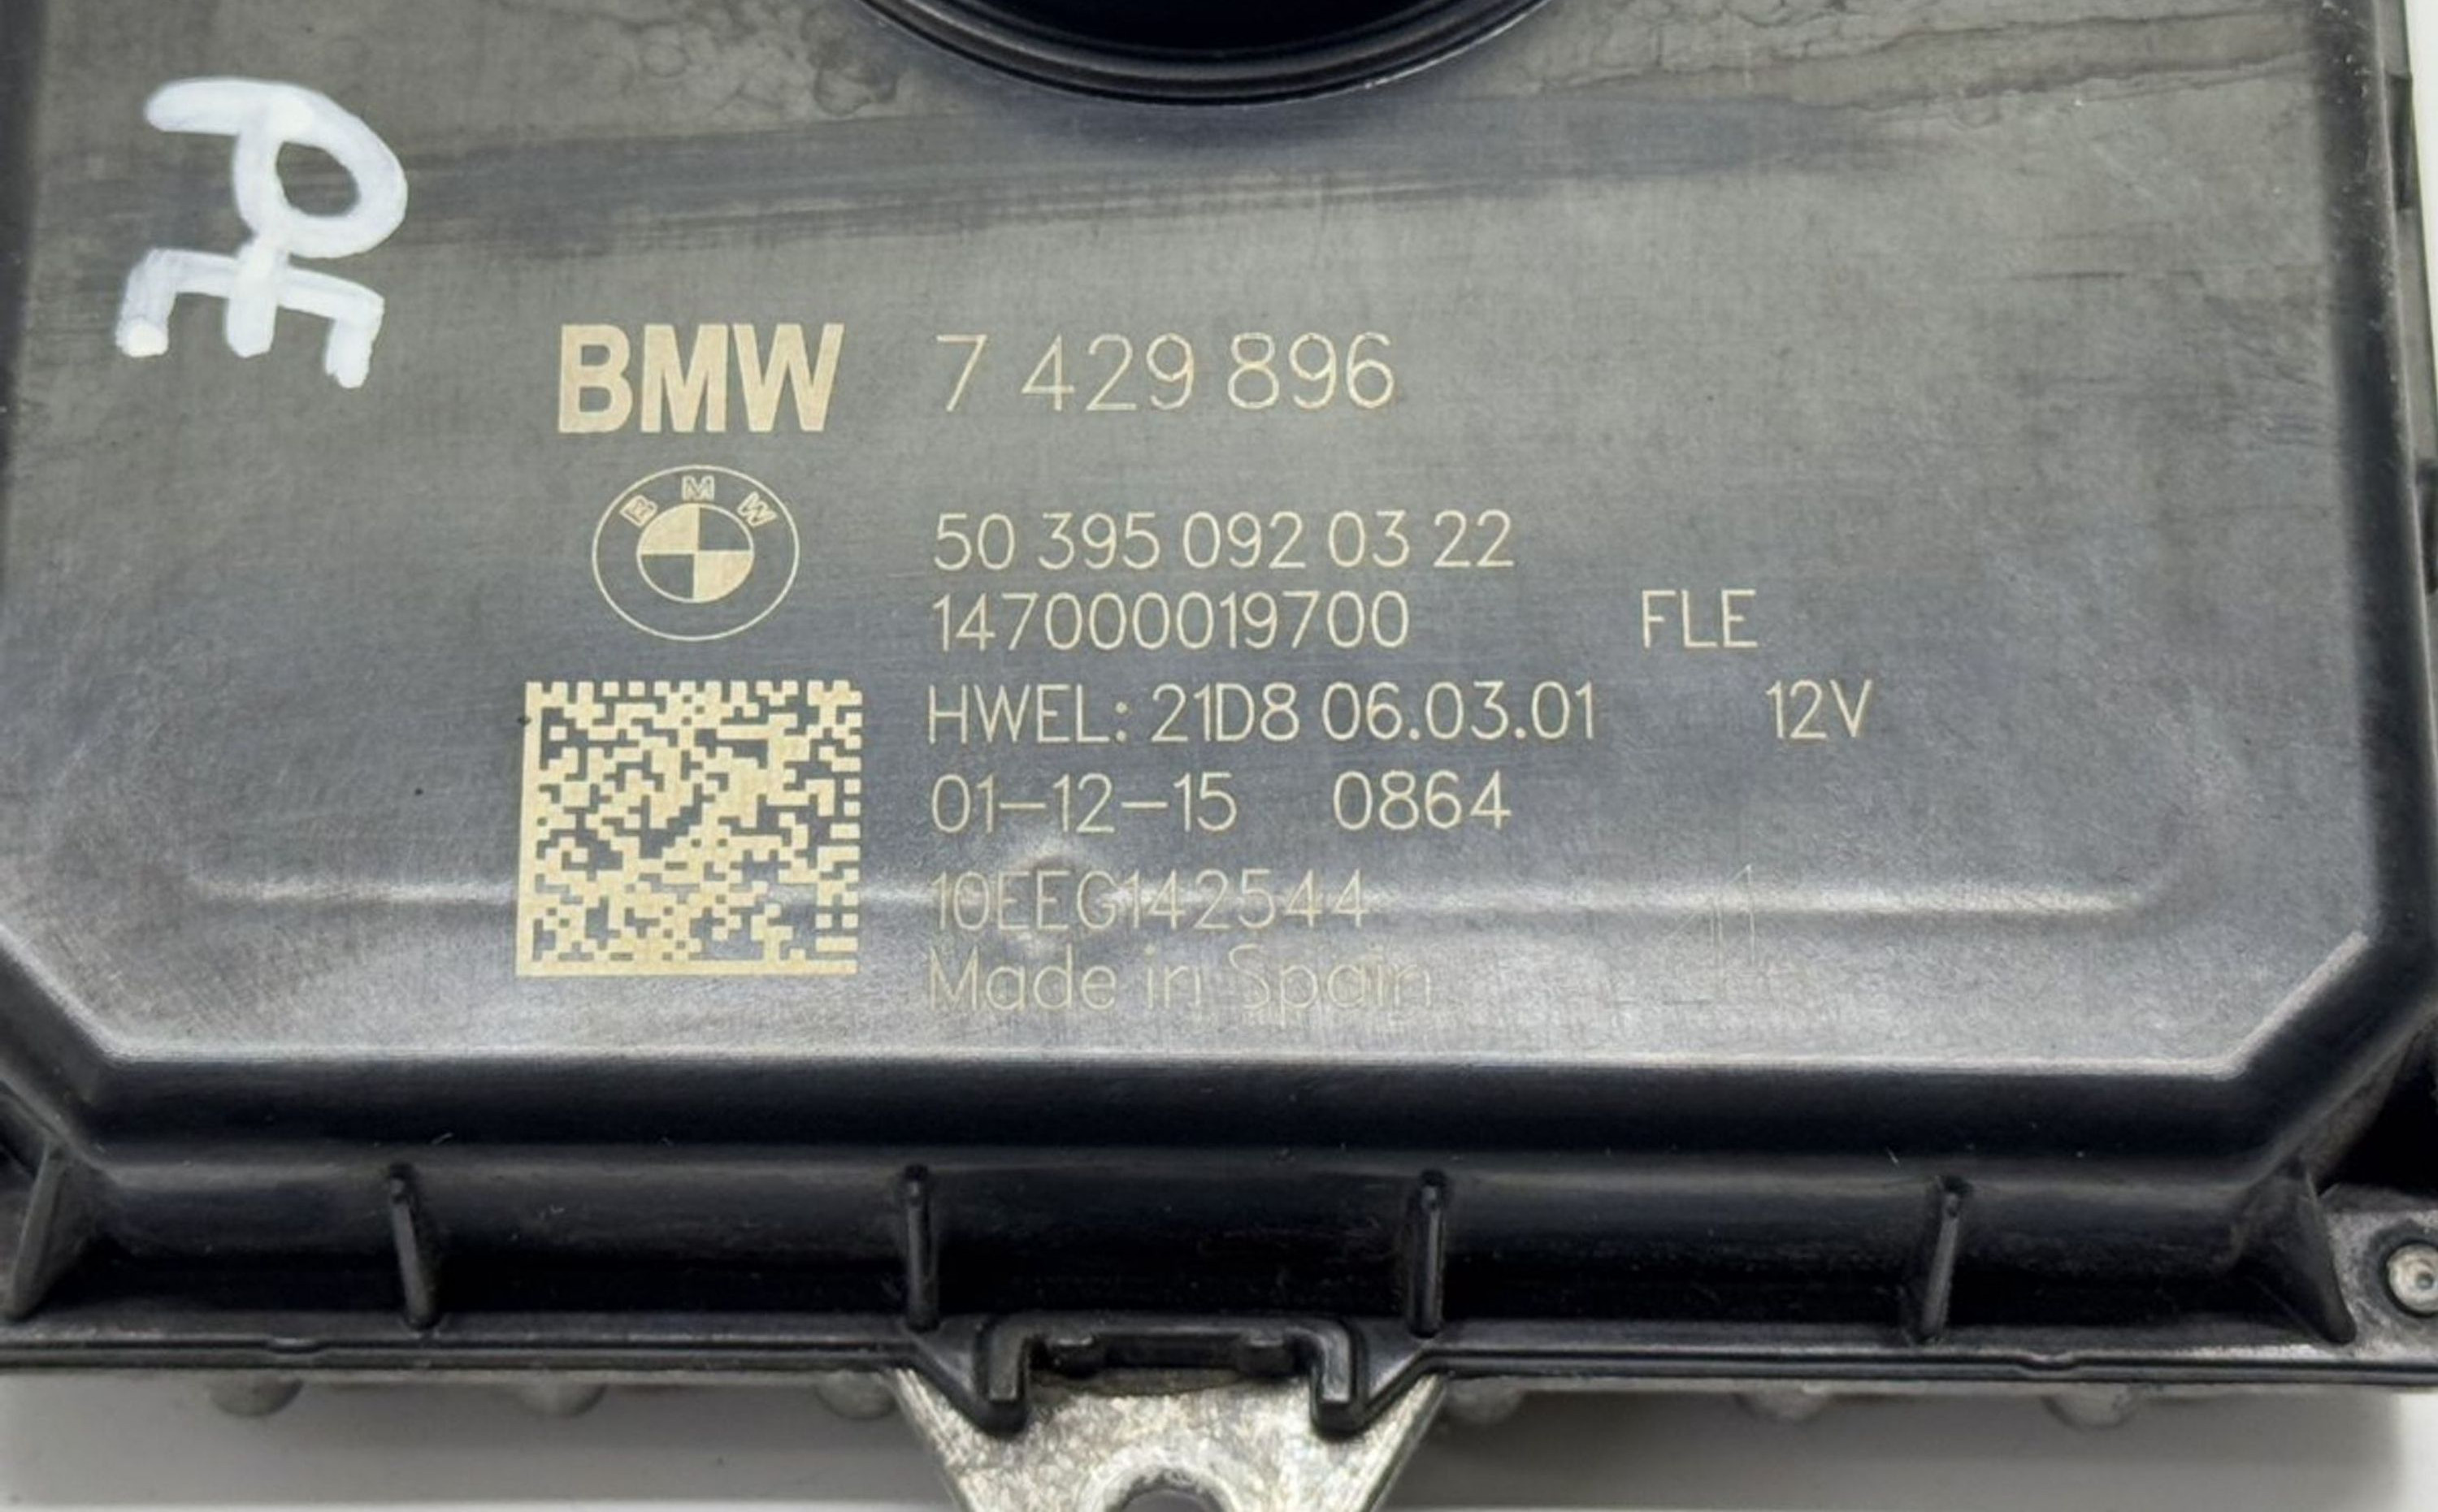 PE
BMW 7 429 896
BMW
50 395 092 03 22
147000019700 FLE
HWEL: 21D8 06.03.01 12V
01-12-15 0864
10EEG142544
Made in Spain